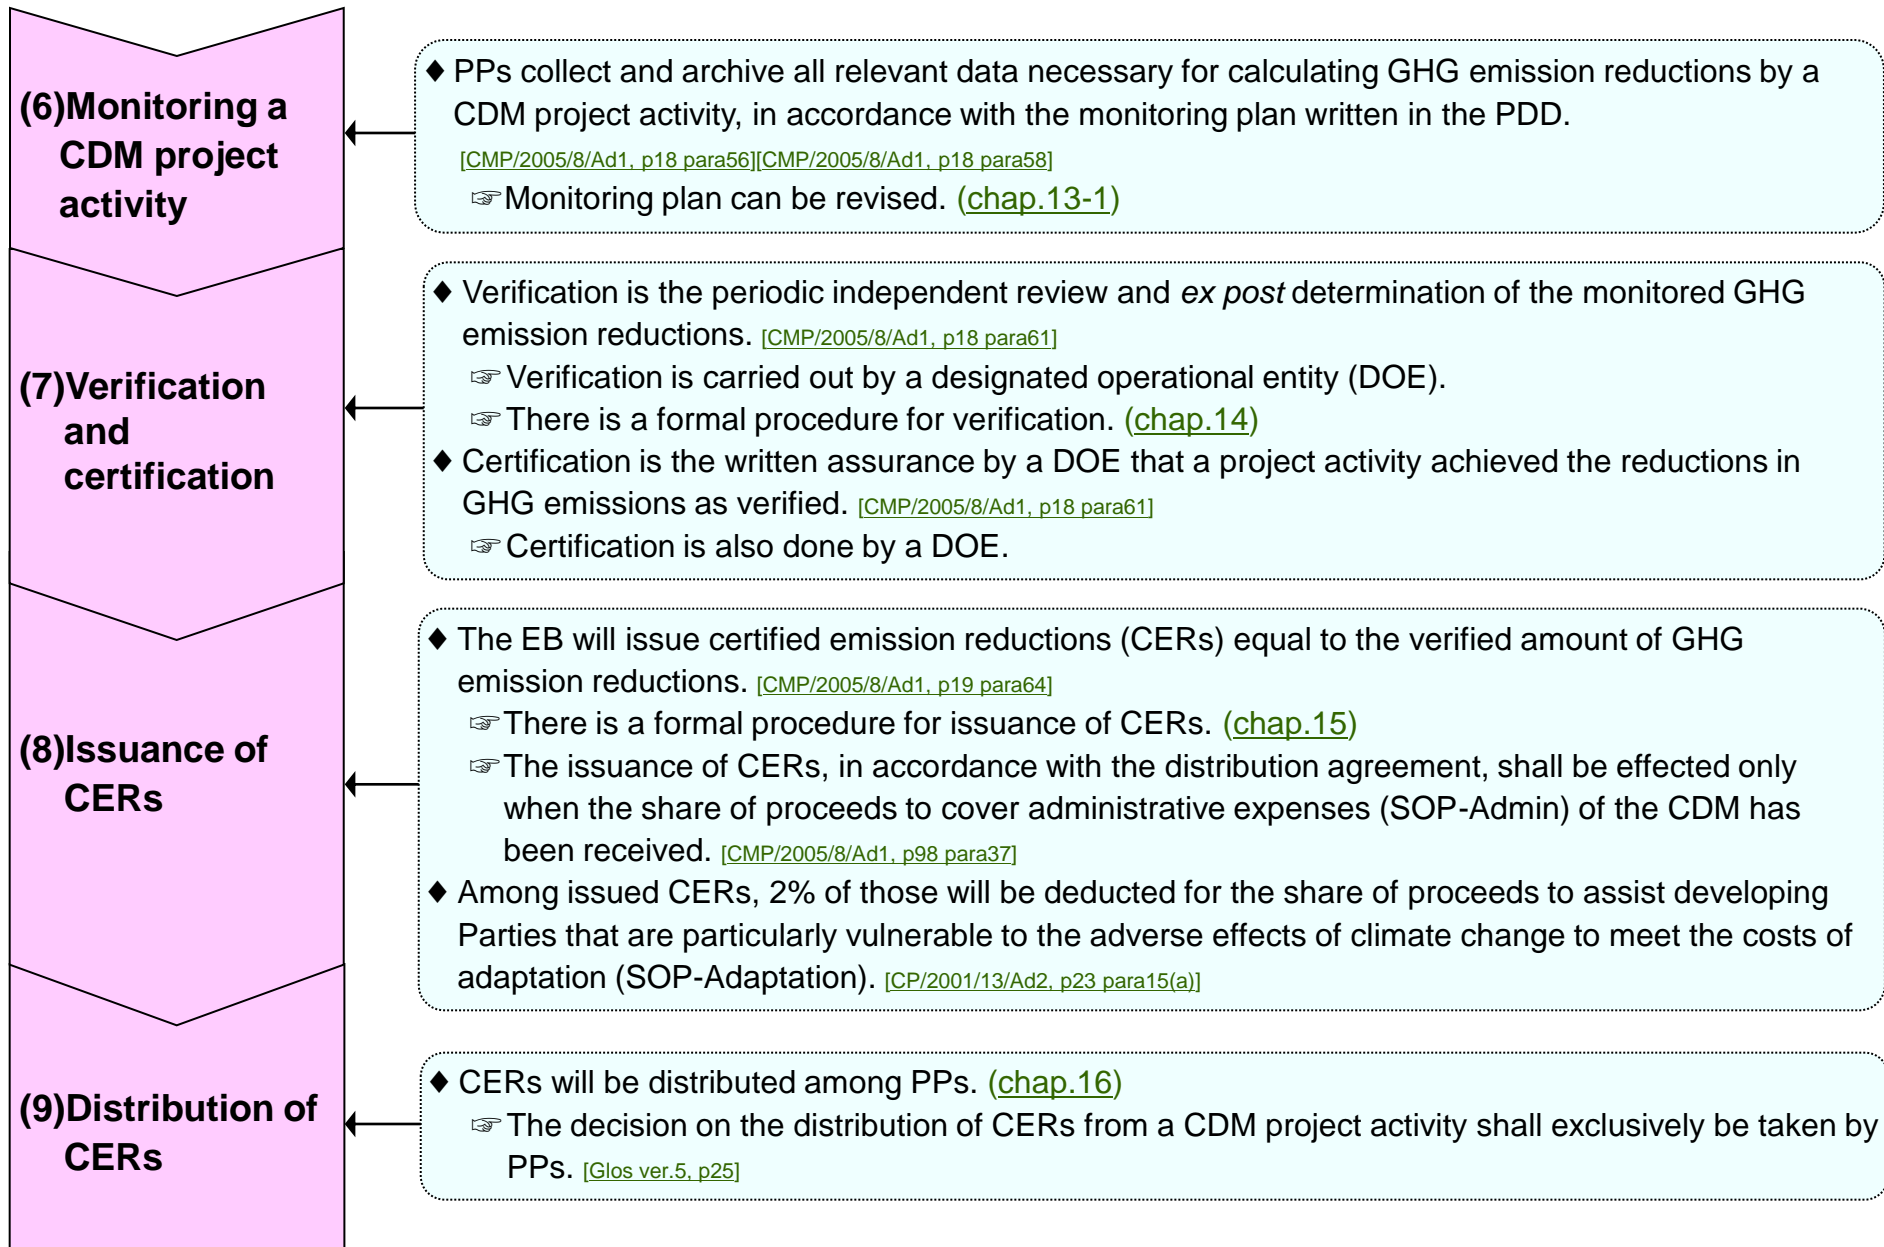 (6)Monitoring a
CDM project
activity
♦ PPs collect and archive all relevant data necessary for calculating GHG emission reductions by a
CDM project activity, in accordance with the monitoring plan written in the PDD.
[CMP/2005/8/Ad1, p18 para56][CMP/2005/8/Ad1, p18 para58]
☞Monitoring plan can be revised. (chap.13-1)
(7)Verification
and
certification
♦ Verification is the periodic independent review and ex post determination of the monitored GHG
emission reductions. [CMP/2005/8/Ad1, p18 para61]
☞Verification is carried out by a designated operational entity (DOE).
☞There is a formal procedure for verification. (chap.14)
♦ Certification is the written assurance by a DOE that a project activity achieved the reductions in
GHG emissions as verified. [CMP/2005/8/Ad1, p18 para61]
☞Certification is also done by a DOE.
(8)Issuance of
CERs
♦ The EB will issue certified emission reductions (CERs) equal to the verified amount of GHG
emission reductions. [CMP/2005/8/Ad1, p19 para64]
☞There is a formal procedure for issuance of CERs. (chap.15)
☞The issuance of CERs, in accordance with the distribution agreement, shall be effected only
when the share of proceeds to cover administrative expenses (SOP-Admin) of the CDM has
been received. [CMP/2005/8/Ad1, p98 para37]
♦ Among issued CERs, 2% of those will be deducted for the share of proceeds to assist developing
Parties that are particularly vulnerable to the adverse effects of climate change to meet the costs of
adaptation (SOP-Adaptation). [CP/2001/13/Ad2, p23 para15(a)]
(9)Distribution of
CERs
♦ CERs will be distributed among PPs. (chap.16)
☞The decision on the distribution of CERs from a CDM project activity shall exclusively be taken by
PPs. [Glos ver.5, p25]